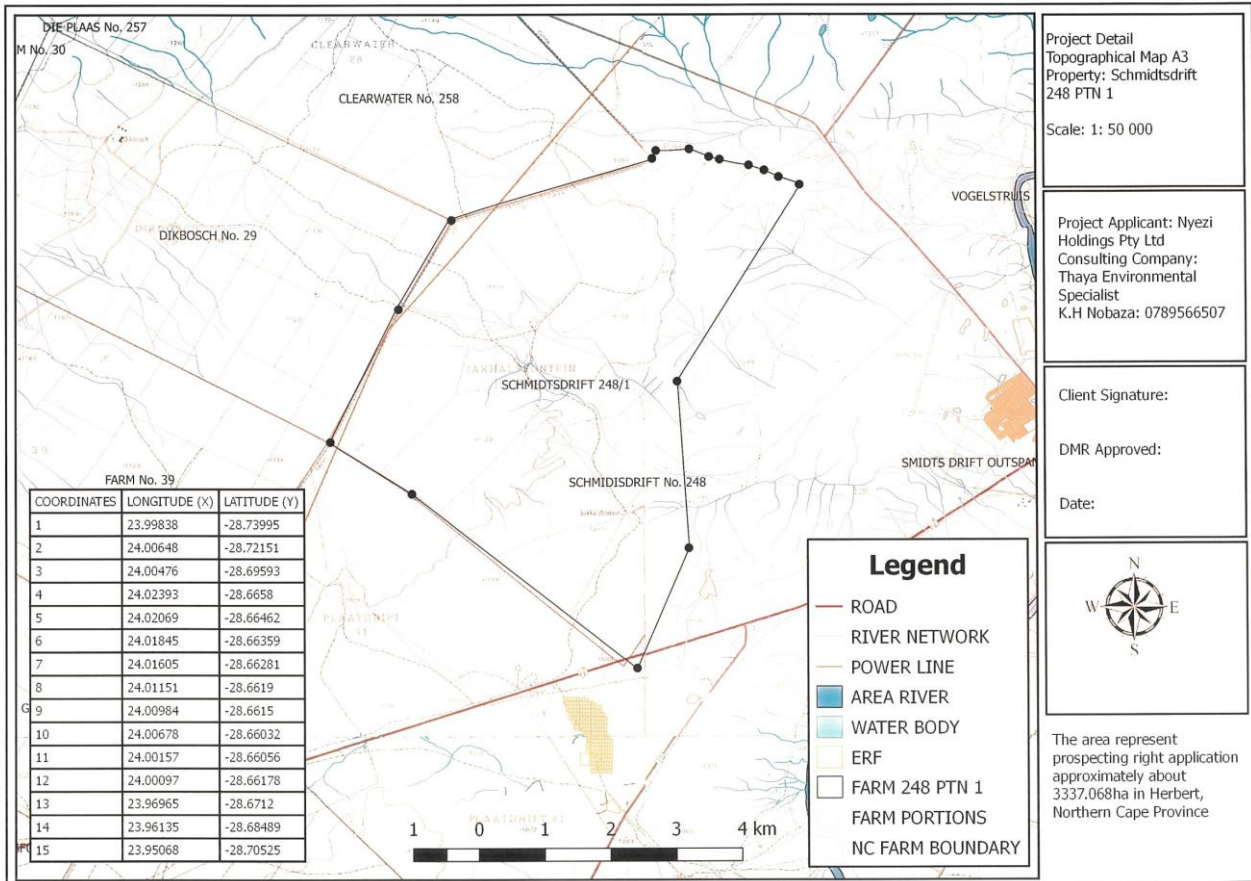 DIE PLAAS No. 257
M No. 30
CLEARWATER
28
CLEARWATER No. 258
VOGELSTRUIS
DIKBOSCH No. 29
SCHMIDTSDRIFT 248/1
39
SMIDTS DRIFT OUTSPAN
FARM No. 39
SCHMIDISDRIFT No. 248
PLAATDRIFT
41
PLAATDRIFT 41
COORDINATES LONGITUDE (X) LATITUDE (Y)
1 23.99838 -28.73995
2 24.00648 -28.72151
3 24.00476 -28.69593
4 24.02393 -28.6658
5 24.02069 -28.66462
6 24.01845 -28.66359
7 24.01605 -28.66281
8 24.01151 -28.6619
9 24.00984 -28.6615
10 24.00678 -28.66032
11 24.00157 -28.66056
12 24.00097 -28.66178
13 23.96965 -28.6712
14 23.96135 -28.68489
15 23.95068 -28.70525
1 0 1 2 3 4 km
Legend
ROAD
RIVER NETWORK
POWER LINE
AREA RIVER
WATER BODY
ERF
FARM 248 PTN 1
FARM PORTIONS
NC FARM BOUNDARY
Project Detail
Topographical Map A3
Property: Schmidtsdrift
248 PTN 1
Scale: 1: 50 000
Project Applicant: Nyezi
Holdings Pty Ltd
Consulting Company:
Thaya Environmental
Specialist
K.H Nobaza: 0789566507
Client Signature:
DMR Approved:
Date:
N
W E
S
The area represent
prospecting right application
approximately about
3337.068ha in Herbert,
Northern Cape Province